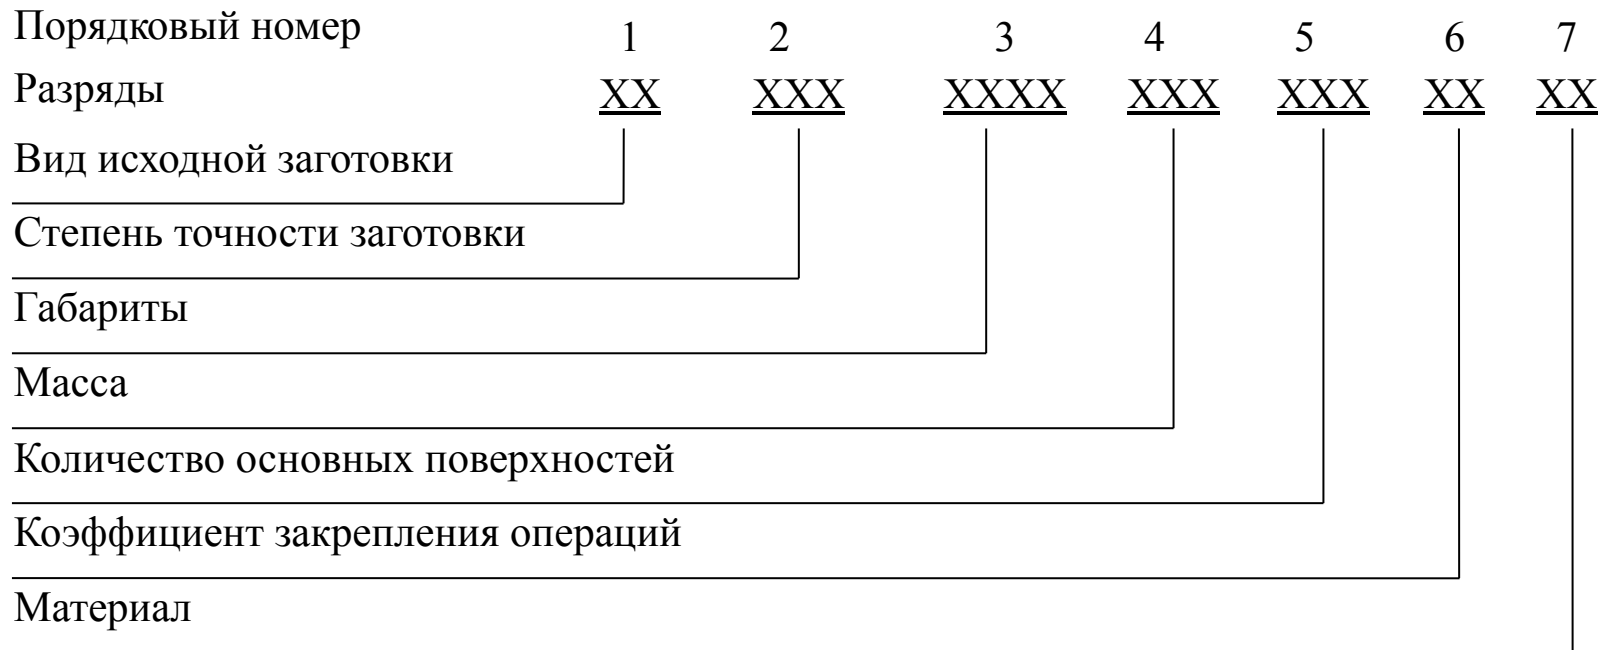 Порядковый номер 1 2 3 4 5 6 7
Разряды XX XXX XXXX XXX XXX XX XX
Вид исходной заготовки
Степень точности заготовки
Габариты
Масса
Количество основных поверхностей
Коэффициент закрепления операций
Материал